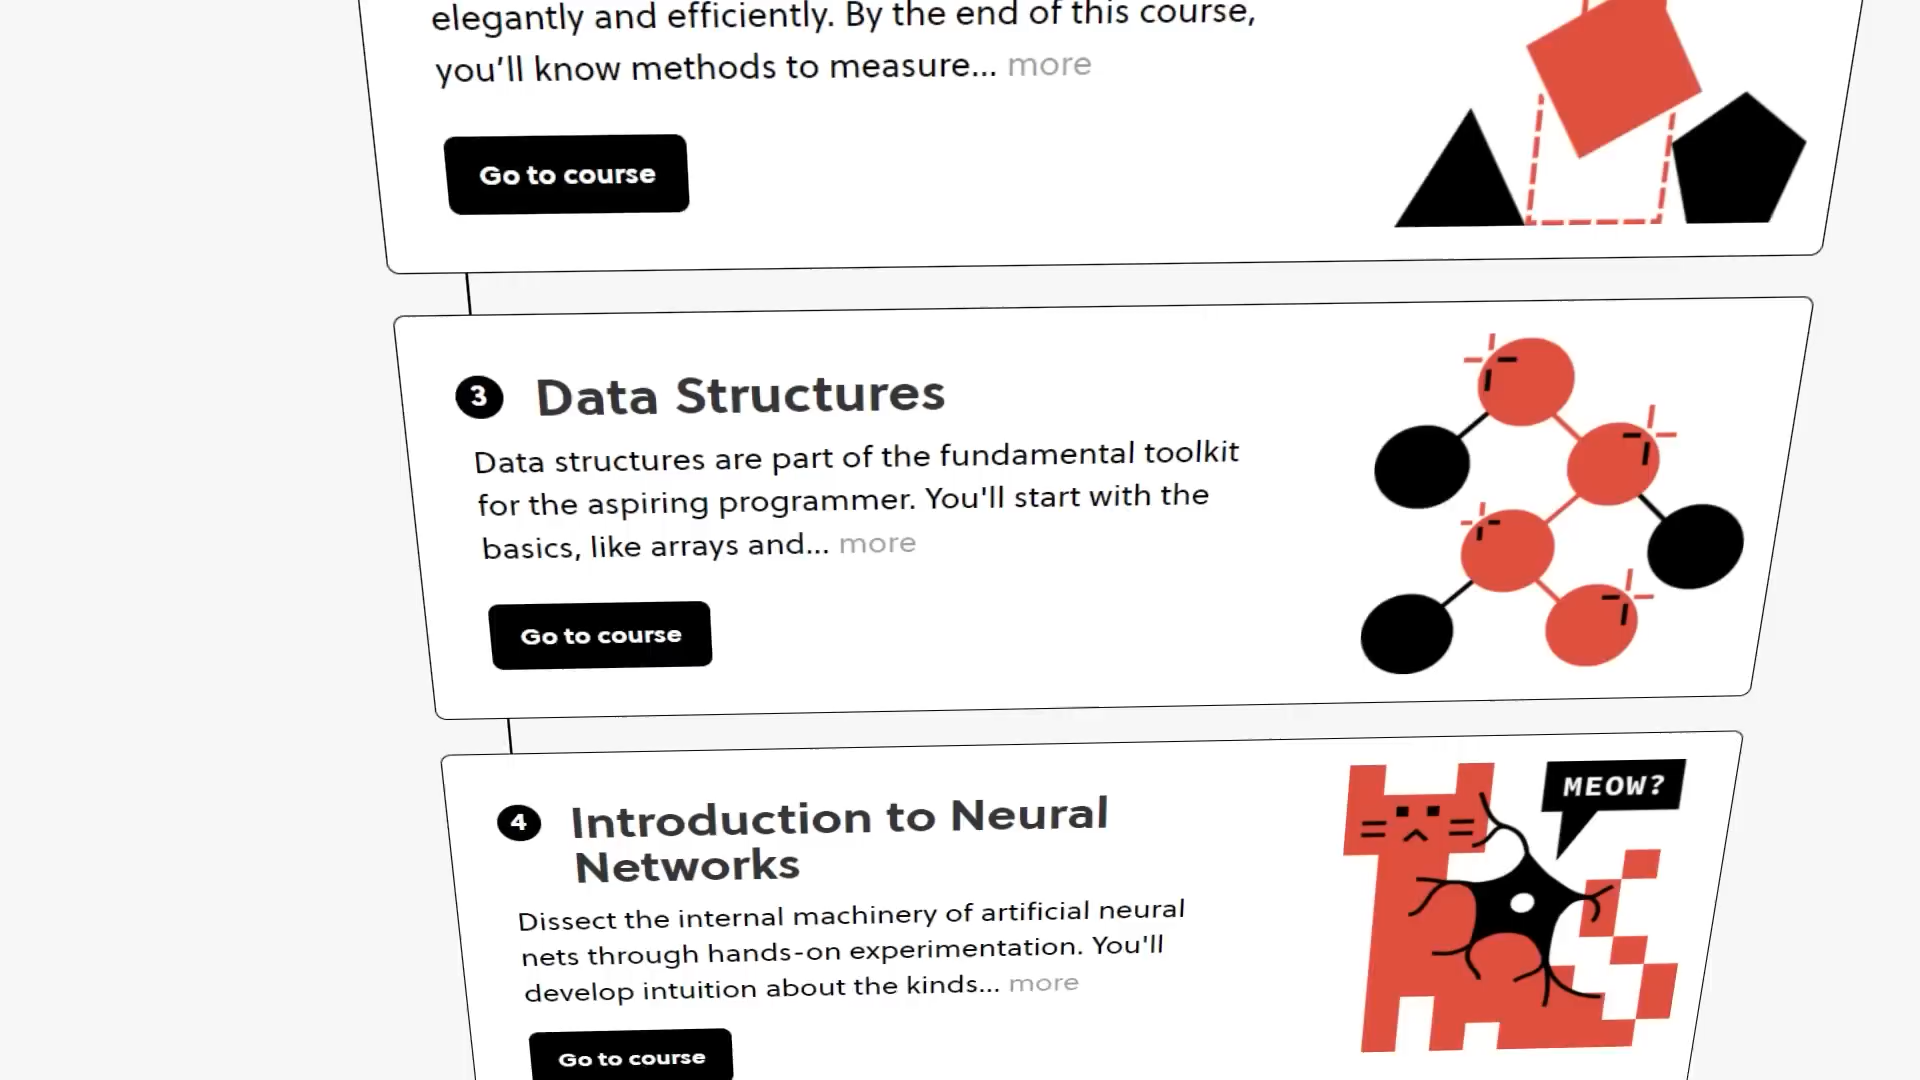 elegantly and efficiently. By the end of this course,
you’ll know methods to measure... more
Go to course
3 Data Structures
Data structures are part of the fundamental toolkit
for the aspiring programmer. You'll start with the
basics, like arrays and... more
Go to course
4 Introduction to Neural
Networks
MEOW?
Dissect the internal machinery of artificial neural
nets through hands-on experimentation. You'll
develop intuition about the kinds... more
Go to course